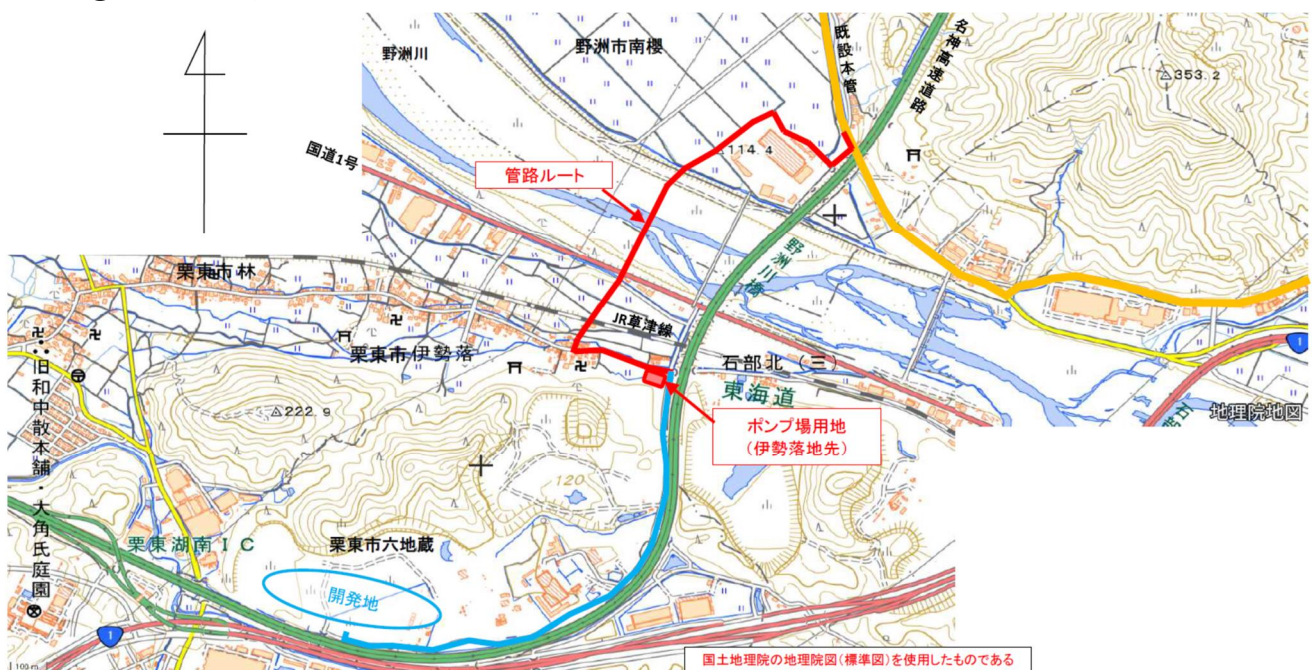 野洲川
野洲市南櫻
既設本管
名神高速道路
353.2
150
国道1号
管路ルート
114.4
野洲川橋
栗東市林
JR草津線
栗東市伊勢落
石部北(三)
東海道
1
地理院地図
旧和中散本舗・大角氏庭園
222.9
ポンプ場用地
(伊勢落地先)
120
栗東湖南IC
栗東市六地蔵
開発地
1
100m
国土地理院の地理院図(標準図)を使用したものである